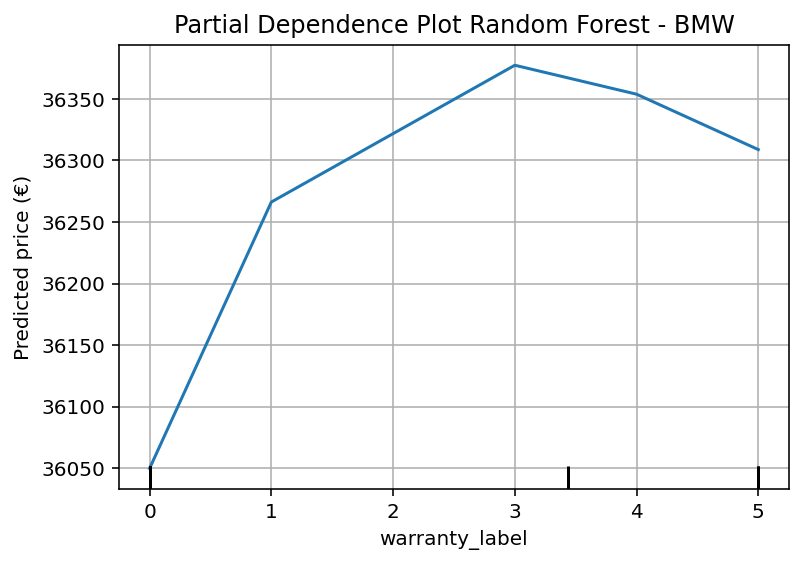 Partial Dependence Plot Random Forest - BMW
Predicted price (€)
36350
36300
36250
36200
36150
36100
36050
0 1 2 3 4 5
warranty_label